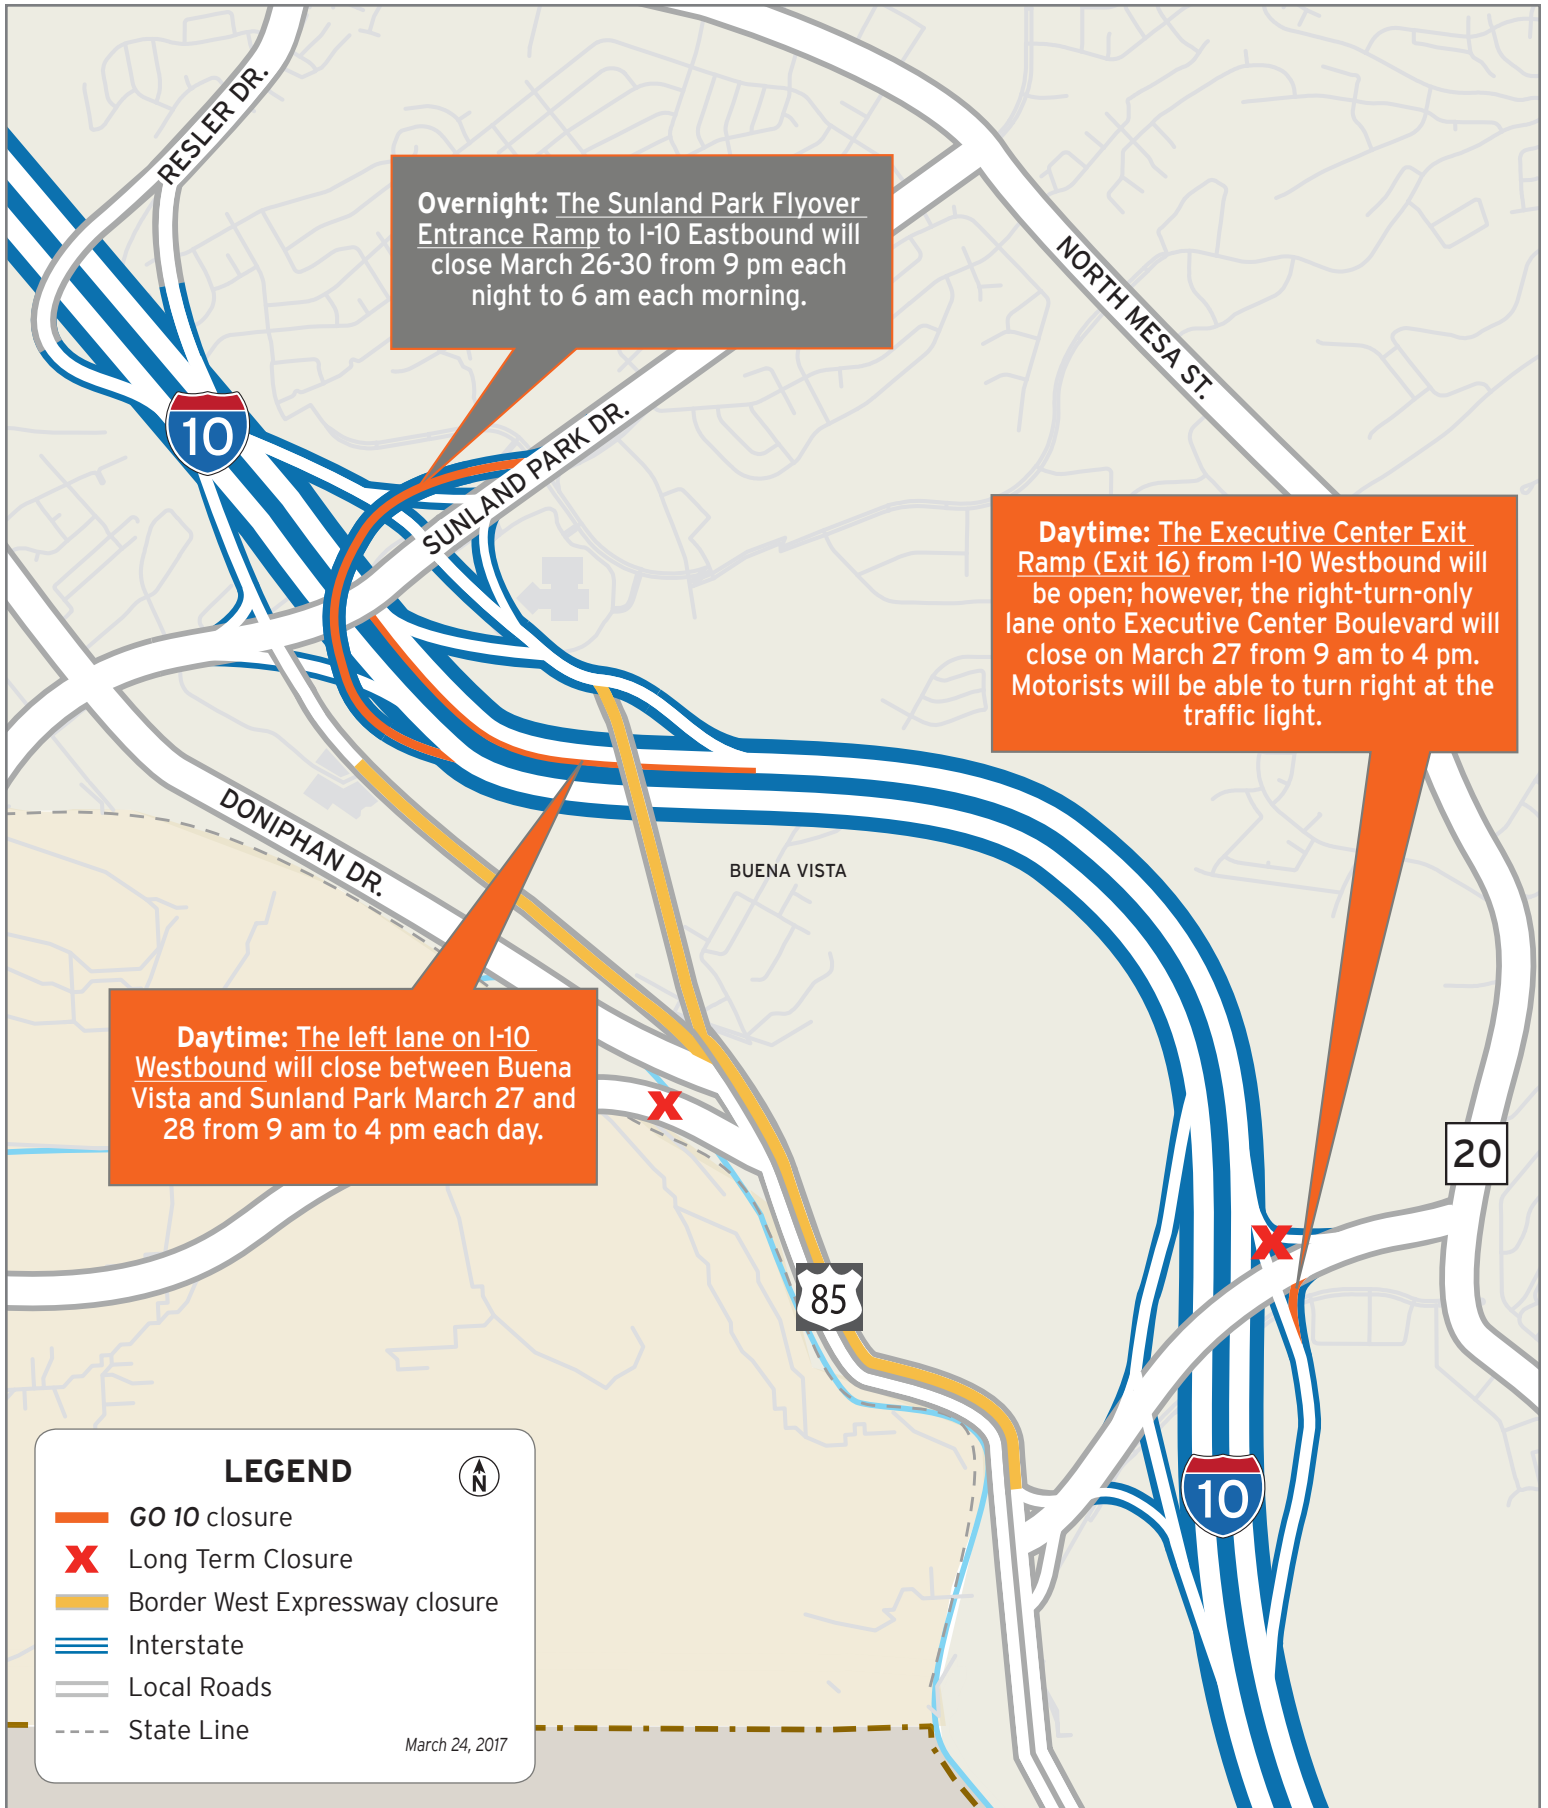 RESLER DR.
Overnight: The Sunland Park Flyover
Entrance Ramp to I-10 Eastbound will
close March 26-30 from 9 pm each
night to 6 am each morning.
NORTH MESA ST.
10
SUNLAND PARK DR.
Daytime: The Executive Center Exit
Ramp (Exit 16) from I-10 Westbound will
be open; however, the right-turn-only
lane onto Executive Center Boulevard will
close on March 27 from 9 am to 4 pm.
Motorists will be able to turn right at the
traffic light.
DONIPHAN DR.
BUENA VISTA
Daytime: The left lane on I-10
Westbound will close between Buena
Vista and Sunland Park March 27 and
28 from 9 am to 4 pm each day.
X
20
X
85
10
LEGEND
N
GO 10 closure
X Long Term Closure
Border West Expressway closure
Interstate
Local Roads
State Line
March 24, 2017